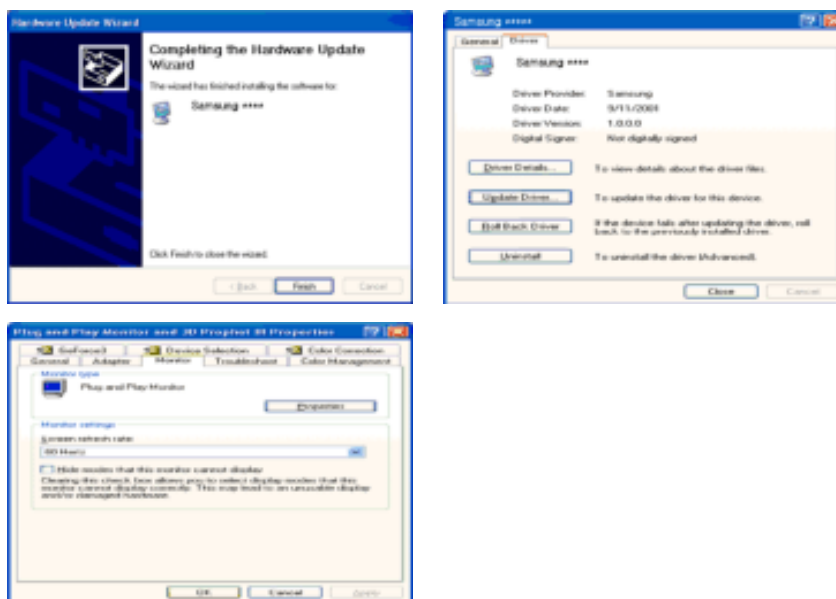 Hardware Update Wizard
Completing the Hardware Update
Wizard
The wizard has finished installing the software for:
Samsung ****
Click Finish to close the wizard.
< Back
Finish
Cancel
Samsung *****
General
Driver
Samsung ****
Driver Provider: Samsung
Driver Date: 9/11/2001
Driver Version: 1.0.0.0
Digital Signer: Not digitally signed
Driver Details... To view details about the driver files.
Update Driver... To update the driver for this device.
Roll Back Driver If the device fails after updating the driver, roll
back to the previously installed driver.
Uninstall To uninstall the driver (Advanced).
Close
Cancel
Plug and Play Monitor and 3D Prophet III Properties
GeForce3
Device Selection
Color Correction
General
Adapter
Monitor
Troubleshoot
Color Management
Monitor type
Plug and Play Monitor
Properties
Monitor settings
Screen refresh rate:
60 Hertz
Hide modes that this monitor cannot display
Clearing this check box allows you to select display modes that this
monitor cannot display correctly. This may lead to an unusable display
and/or damaged hardware.
OK
Cancel
Apply